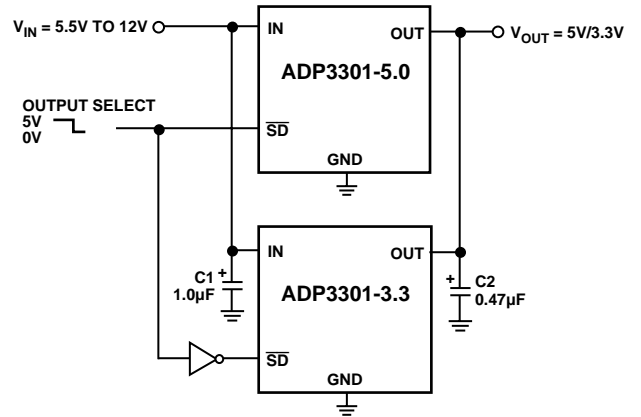 V_IN = 5.5V TO 12V
IN
OUT
V_OUT = 5V/3.3V
ADP3301-5.0
OUTPUT SELECT
5V
0V
SD
GND
IN
OUT
C1
1.0µF
+
ADP3301-3.3
+
C2
0.47µF
SD
GND